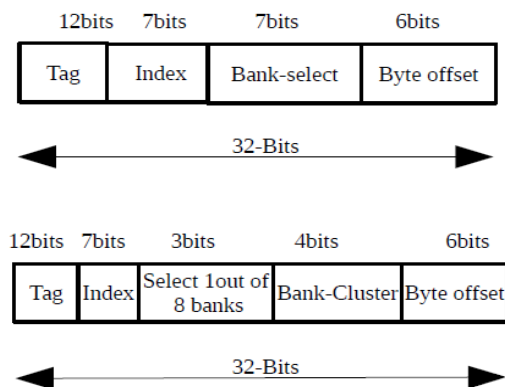 12bits 7bits 7bits 6bits
Tag Index Bank-select Byte offset
32-Bits
12bits 7bits 3bits 4bits 6bits
Tag Index Select 1out of 8 banks Bank-Cluster Byte offset
32-Bits